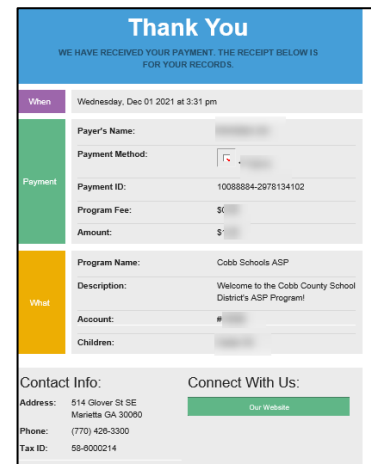 Thank You
WE HAVE RECEIVED YOUR PAYMENT. THE RECEIPT BELOW IS
FOR YOUR RECORDS.
When
Wednesday, Dec 01 2021 at 3:31 pm
Payment
Payer's Name:
Payment Method:
Payment ID: 10088884-2978134102
Program Fee: $
Amount: $
What
Program Name: Cobb Schools ASP
Description: Welcome to the Cobb County School
District's ASP Program!
Account: #
Children:
Contact Info:
Address: 514 Glover St SE
Marietta GA 30060
Phone: (770) 426-3300
Tax ID: 58-6000214
Connect With Us:
Our Website